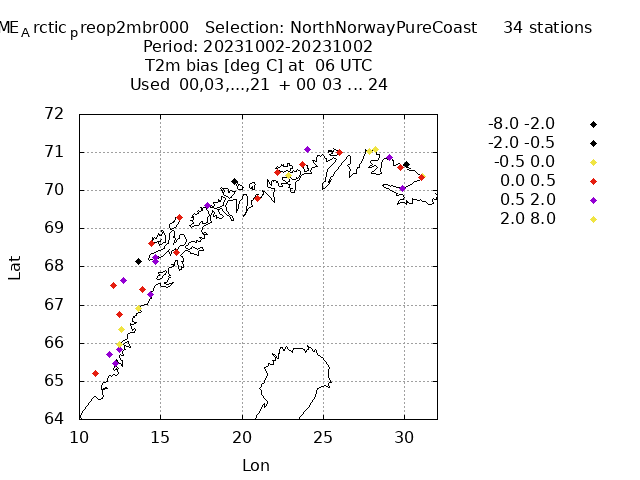 ME_Arctic_preop2mbr000 Selection: NorthNorwayPureCoast 34 stations
Period: 20231002-20231002
T2m bias [deg C] at 06 UTC
Used 00,03,...,21 + 00 03 ... 24
72
71
70
69
68
67
66
65
64
10 15 20 25 30
Lat
Lon
-8.0 -2.0
-2.0 -0.5
-0.5 0.0
0.0 0.5
0.5 2.0
2.0 8.0